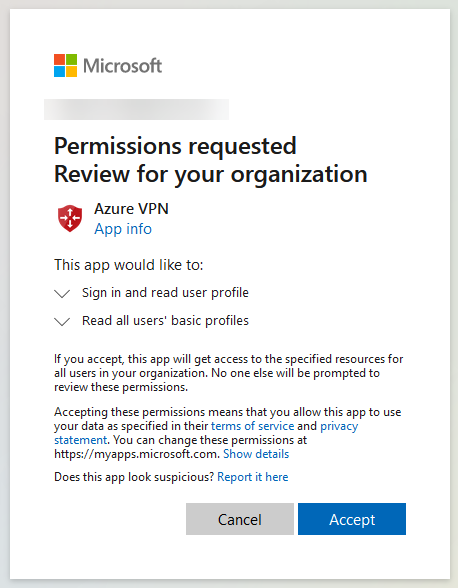 Microsoft
Permissions requested
Review for your organization
Azure VPN
App info
This app would like to:
Sign in and read user profile
Read all users' basic profiles
If you accept, this app will get access to the specified resources for
all users in your organization. No one else will be prompted to
review these permissions.
Accepting these permissions means that you allow this app to use
your data as specified in their terms of service and privacy
statement. You can change these permissions at
https://myapps.microsoft.com. Show details
Does this app look suspicious? Report it here
Cancel
Accept